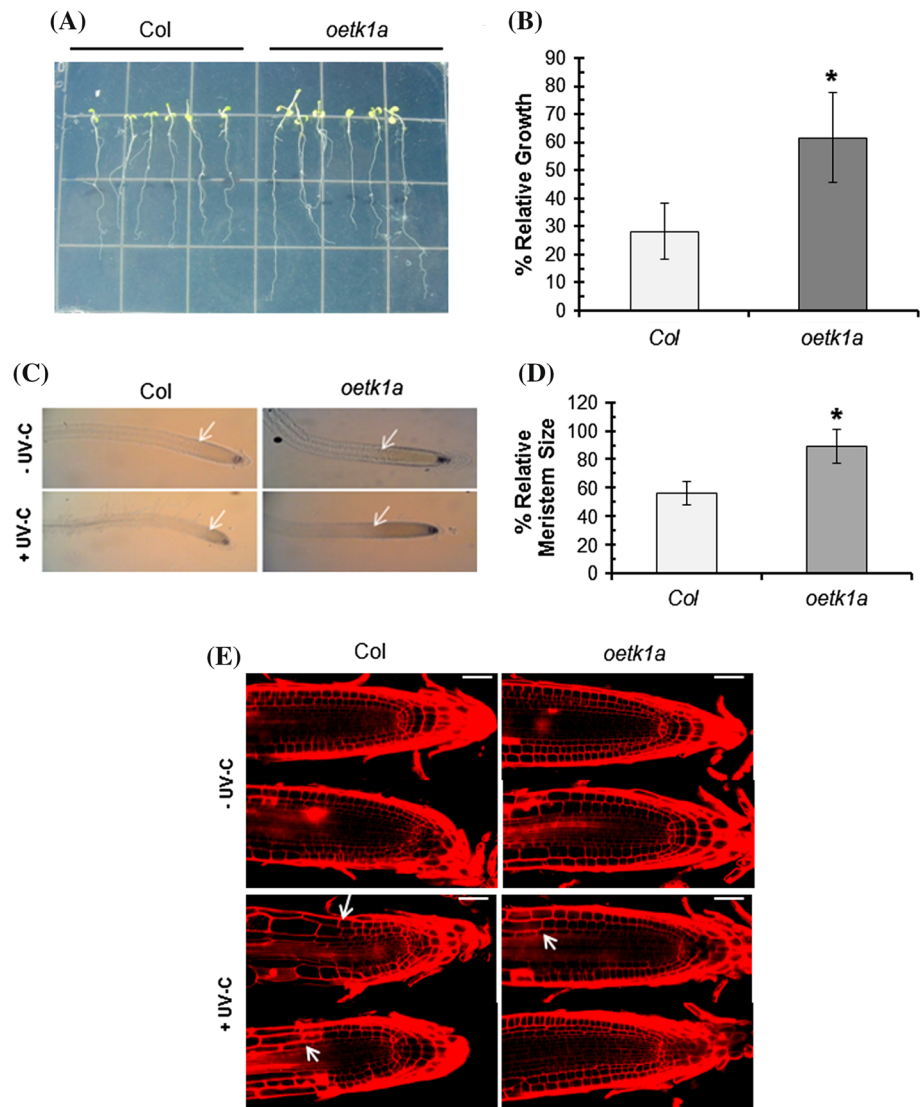 (A)
Col
oetk1a
(B)
% Relative Growth
90
80
70
60
50
40
30
20
10
0
*
Col
oetk1a
(C)
Col
oetk1a
- UV-C
+ UV-C
(D)
% Relative
Meristem Size
120
100
80
60
40
20
0
*
Col
oetk1a
(E)
Col
oetk1a
- UV-C
+ UV-C